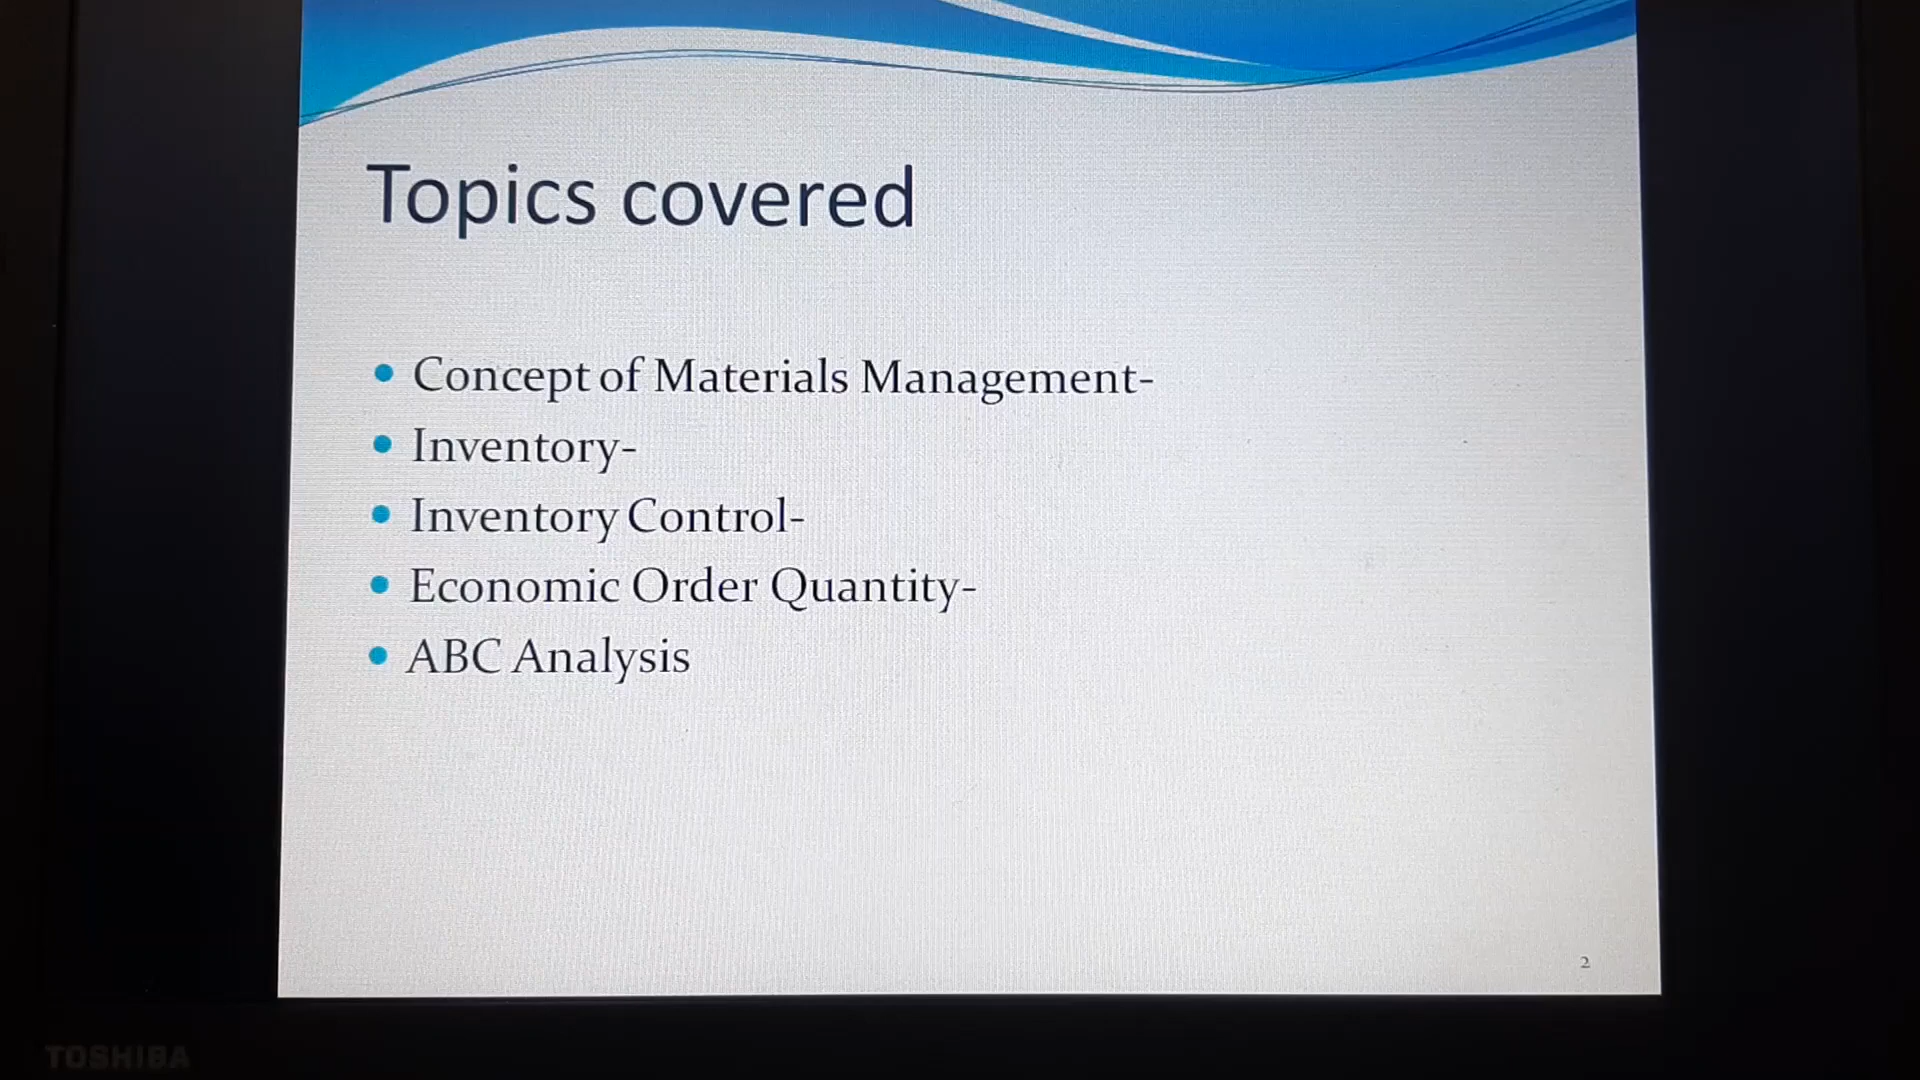 Topics covered
• Concept of Materials Management-
• Inventory-
• Inventory Control-
• Economic Order Quantity-
• ABC Analysis
2
TOSHIBA